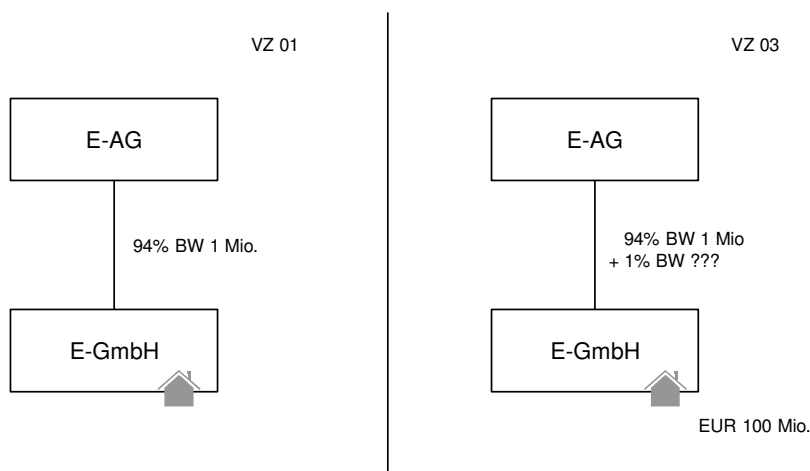 VZ 01
E-AG
94% BW 1 Mio.
E-GmbH
VZ 03
E-AG
94% BW 1 Mio
+ 1% BW ???
E-GmbH
EUR 100 Mio.